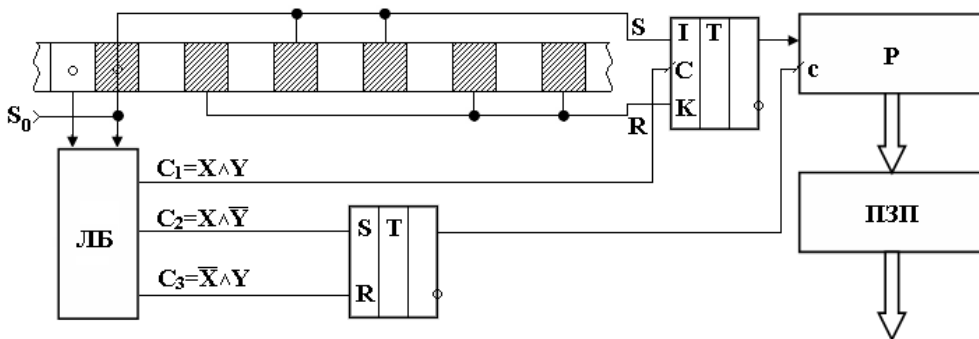 S
I T
C
K
P
c
S₀
R
C₁=X∧Y
C₂=X∧Y̅
C₃=X̅∧Y
ЛБ
S T
R
ПЗП